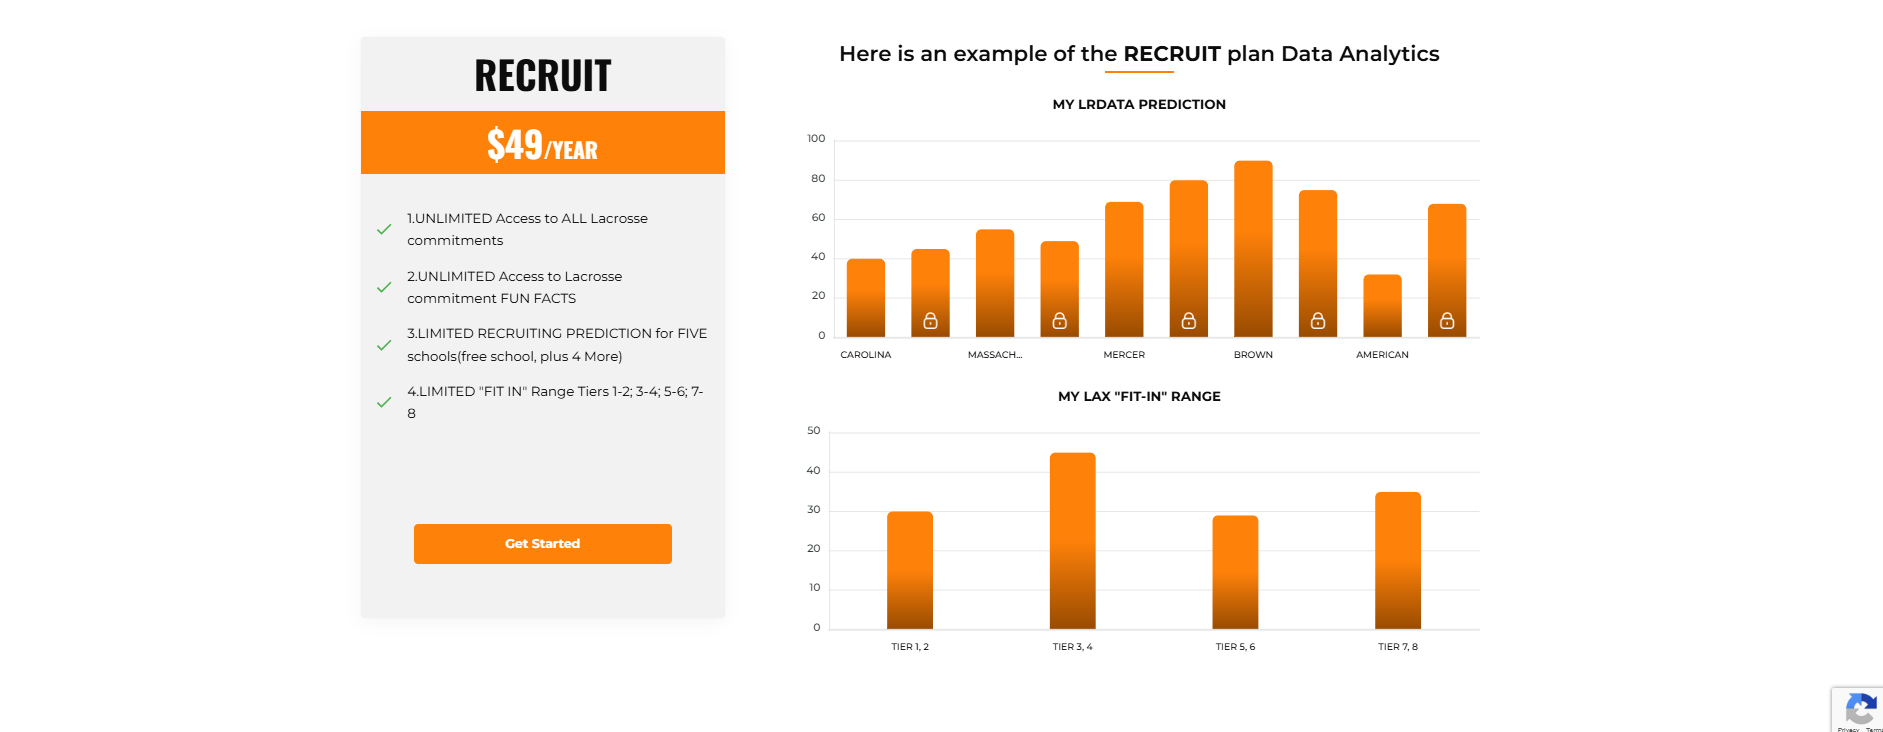 RECRUIT
$49/YEAR
1.UNLIMITED Access to ALL Lacrosse
commitments
2.UNLIMITED Access to Lacrosse
commitment FUN FACTS
3.LIMITED RECRUITING PREDICTION for FIVE
schools(free school, plus 4 More)
4.LIMITED "FIT IN" Range Tiers 1-2; 3-4; 5-6; 7-
8
Get Started
Here is an example of the RECRUIT plan Data Analytics
MY LRDATA PREDICTION
100
80
60
40
20
0
CAROLINA MASSACH... MERCER BROWN AMERICAN
MY LAX "FIT-IN" RANGE
50
40
30
20
10
0
TIER 1, 2 TIER 3, 4 TIER 5, 6 TIER 7, 8
Privacy